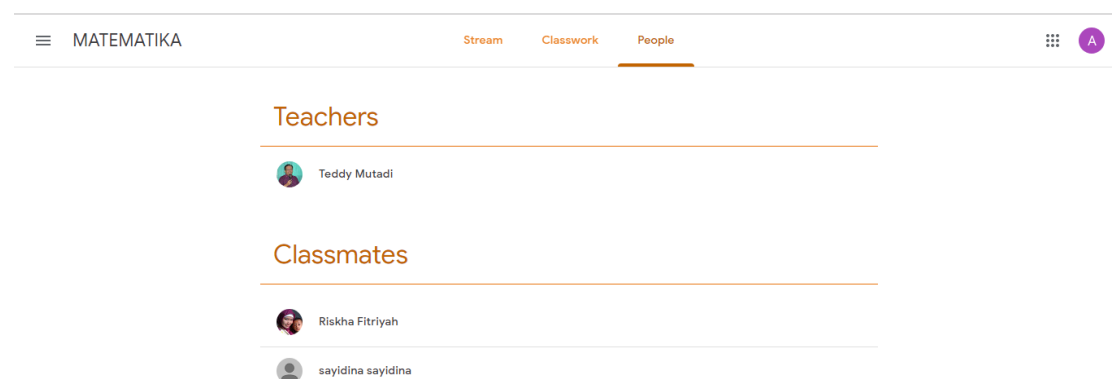 MATEMATIKA
Stream Classwork People
A
Teachers
Teddy Mutadi
Classmates
Riskha Fitriyah
sayidina sayidina